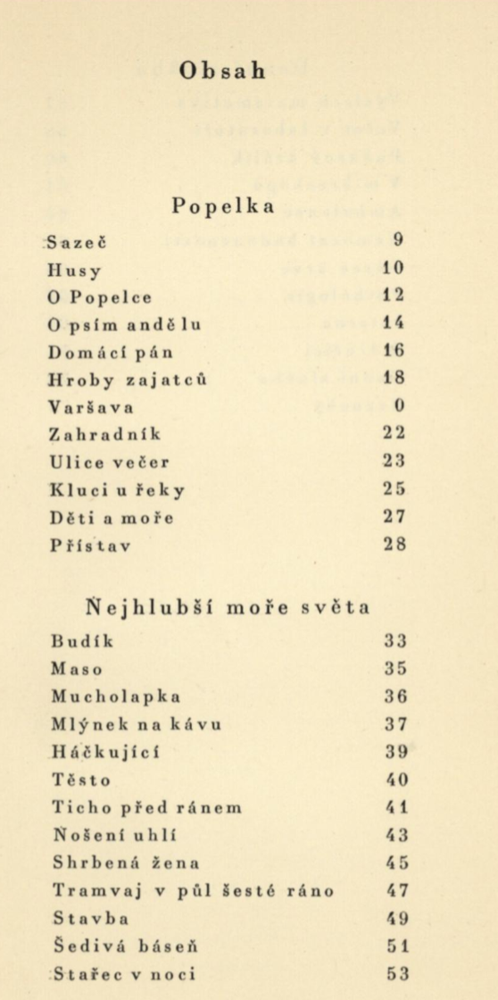 Obsah
Popelka
Sazeč 9
Husy 10
O Popelce 12
O psím andělu 14
Domácí pán 16
Hroby zajatců 18
Varšava 0
Zahradník 22
Ulice večer 23
Kluci u řeky 25
Děti a moře 27
Přístav 28
Nejhlubší moře světa
Budík 33
Maso 35
Mucholapka 36
Mlýnek na kávu 37
Háčkující 39
Těsto 40
Ticho před ránem 41
Nošení uhlí 43
Shrbená žena 45
Tramvaj v půl šesté ráno 47
Stavba 49
Šedivá báseň 51
Stařec v noci 53